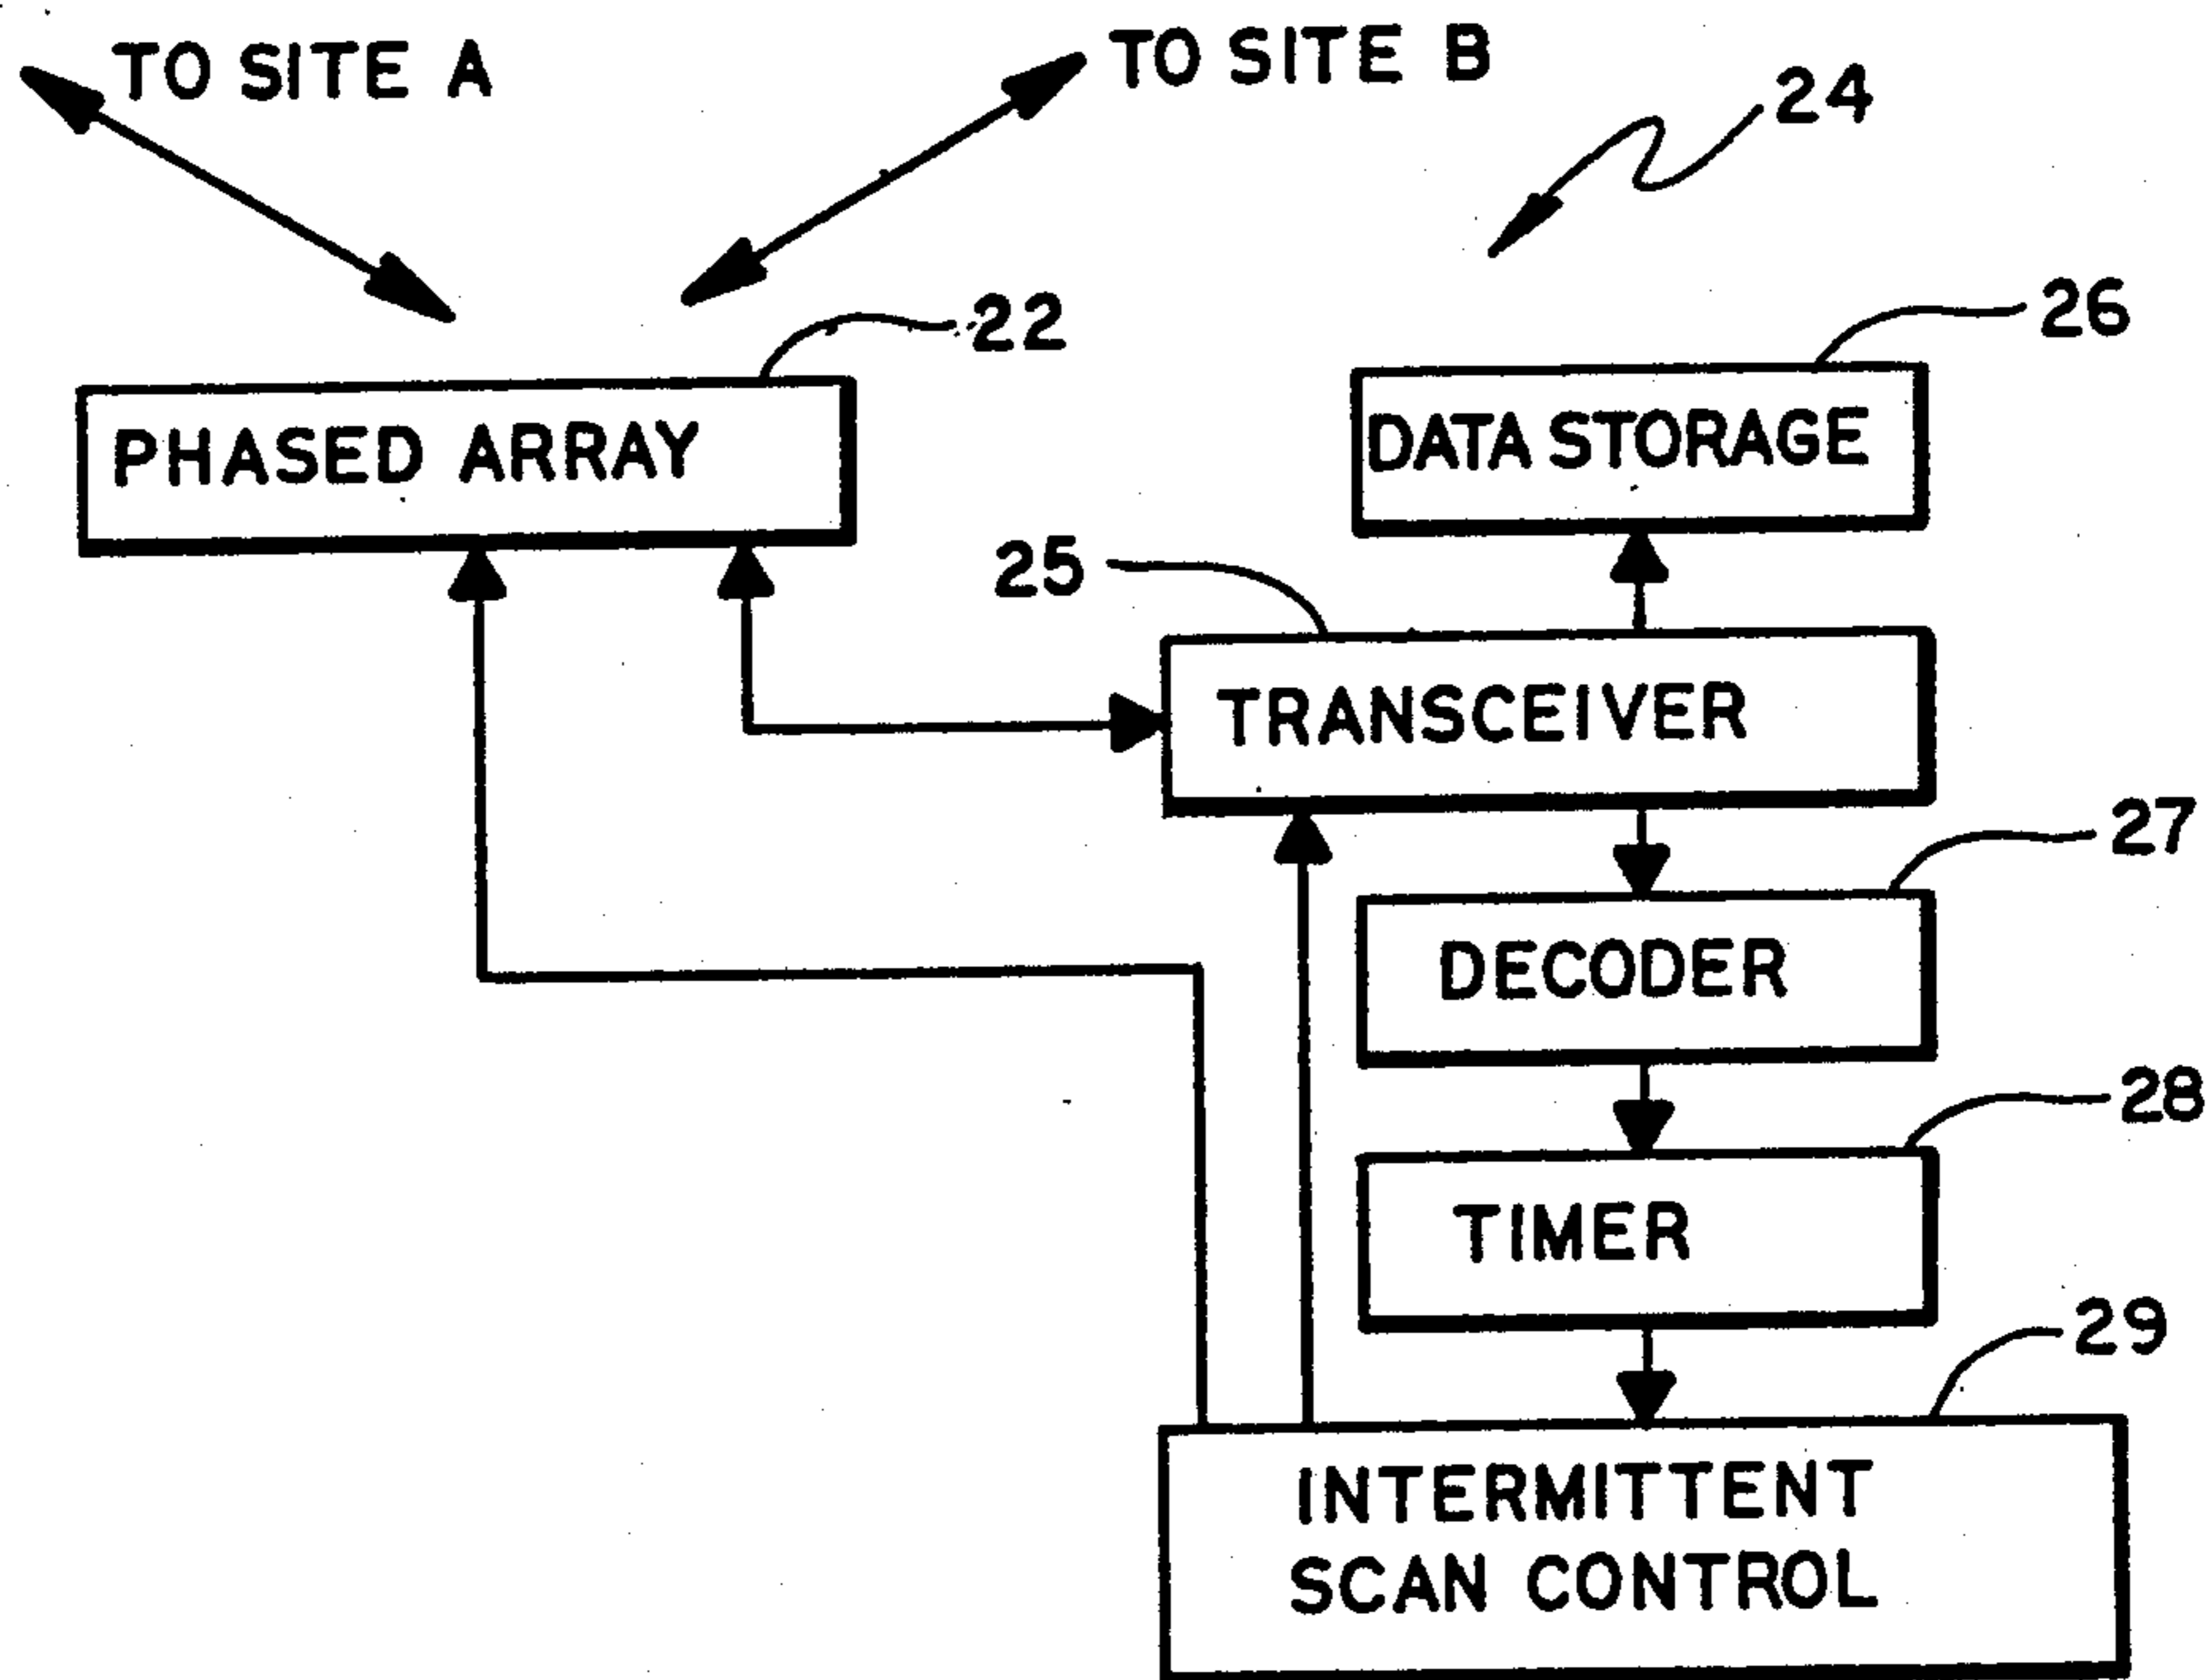 TO SITE A
TO SITE B
24
22
26
PHASED ARRAY
DATA STORAGE
25
TRANSCEIVER
27
DECODER
28
TIMER
29
INTERMITTENT
SCAN CONTROL